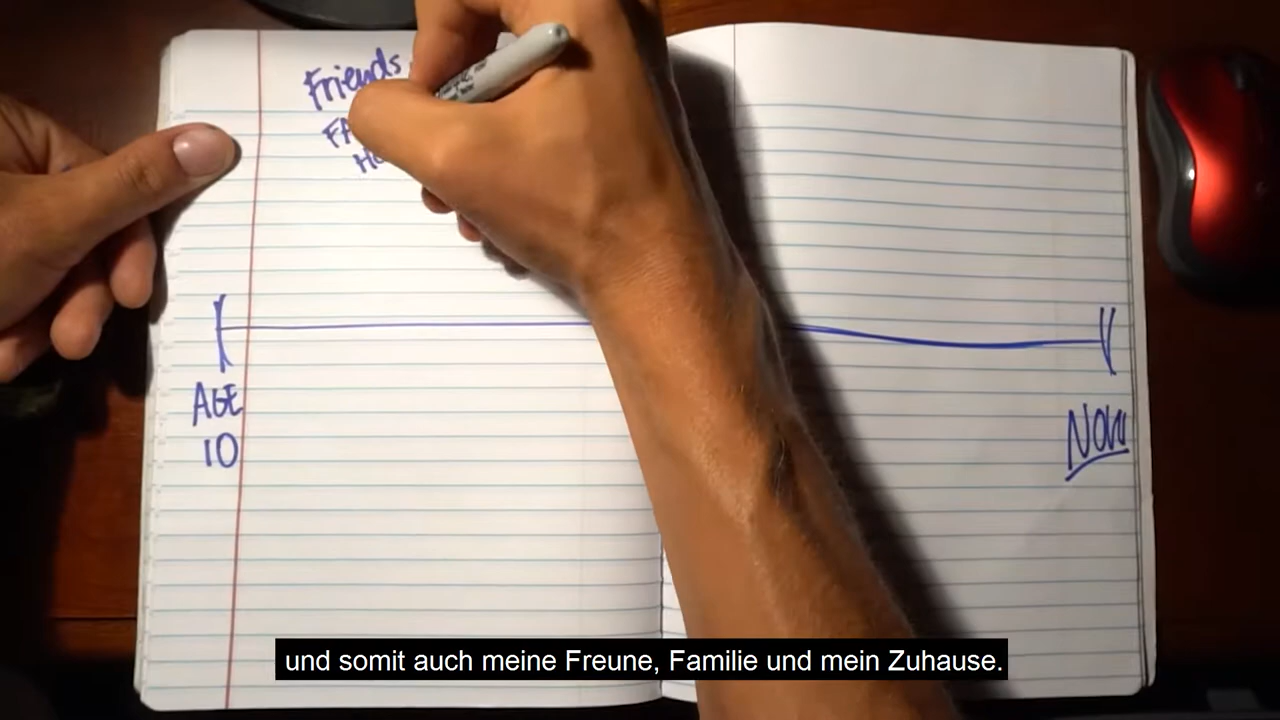 Friends
AGE
10
NOW
und somit auch meine Freune, Familie und mein Zuhause.